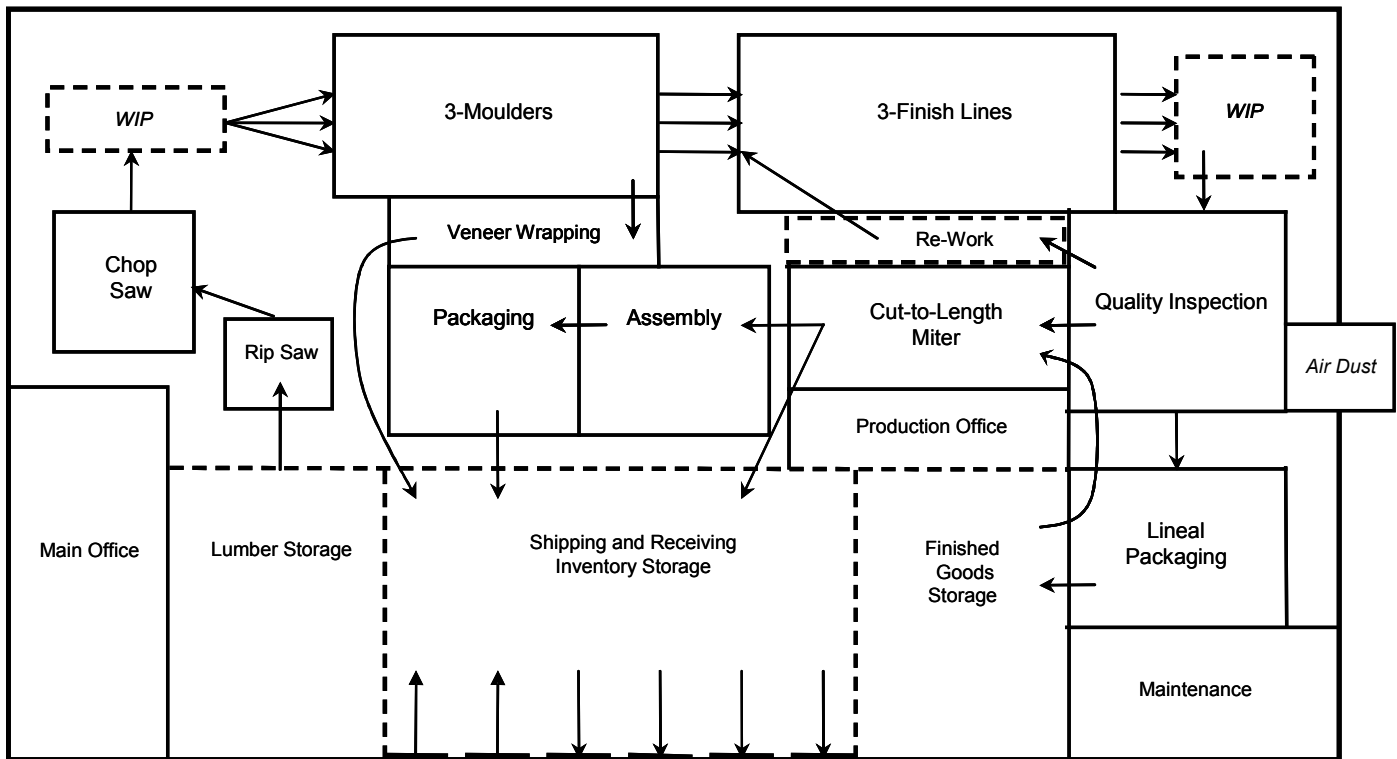 WIP
3-Moulders
3-Finish Lines
WIP
Veneer Wrapping
Re-Work
Chop
Saw
Rip Saw
Packaging
Assembly
Cut-to-Length
Miter
Quality Inspection
Air Dust
Production Office
Main Office
Lumber Storage
Shipping and Receiving
Inventory Storage
Finished
Goods
Storage
Lineal
Packaging
Maintenance